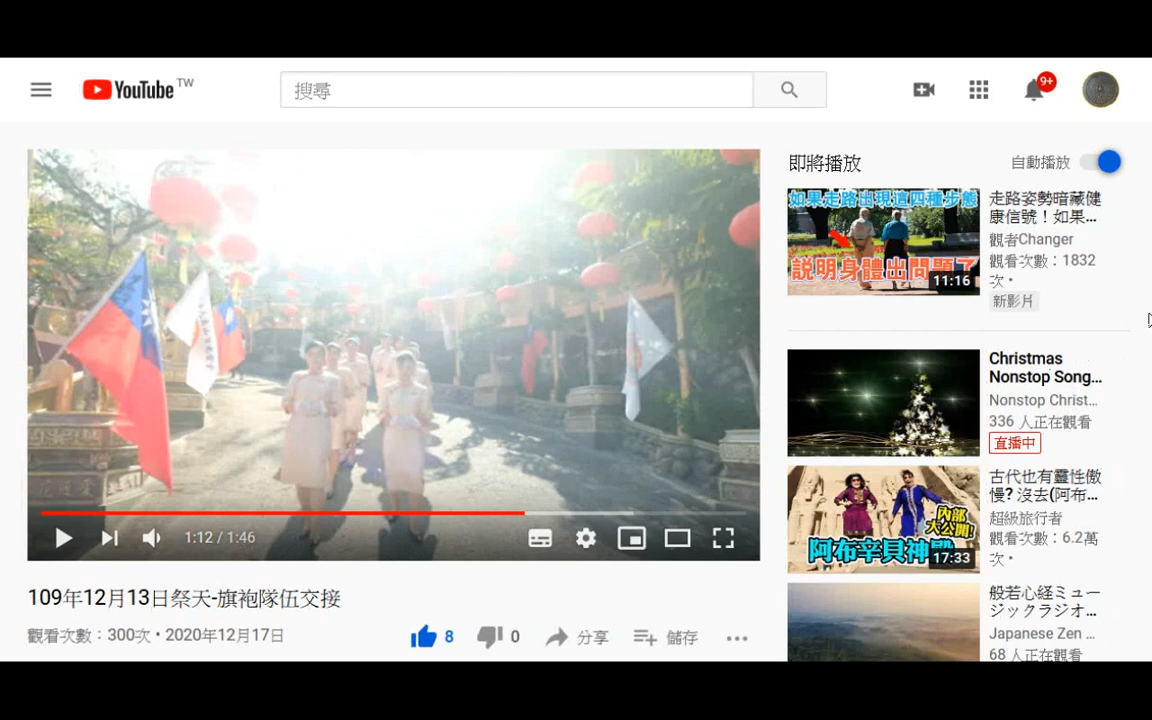 YouTube TW
搜尋
9+
1:12 / 1:46
109年12月13日祭天-旗袍隊伍交接
觀看次數：300次 • 2020年12月17日
8
0
分享
儲存
即將播放
自動播放
如果走路出現這四種步態
說明身體出問題了
11:16
走路姿勢暗藏健
康信號！如果...
觀者Changer
觀看次數：1832
次 •
新影片
Christmas
Nonstop Song...
Nonstop Christ...
336 人正在觀看
直播中
內部
大公開!
阿布辛貝神殿
17:33
古代也有靈性傲
慢? 沒去(阿布...
超級旅行者
觀看次數：6.2萬
次 •
般若心経ミュー
ジックラジオ...
Japanese Zen ...
68 人正在觀看